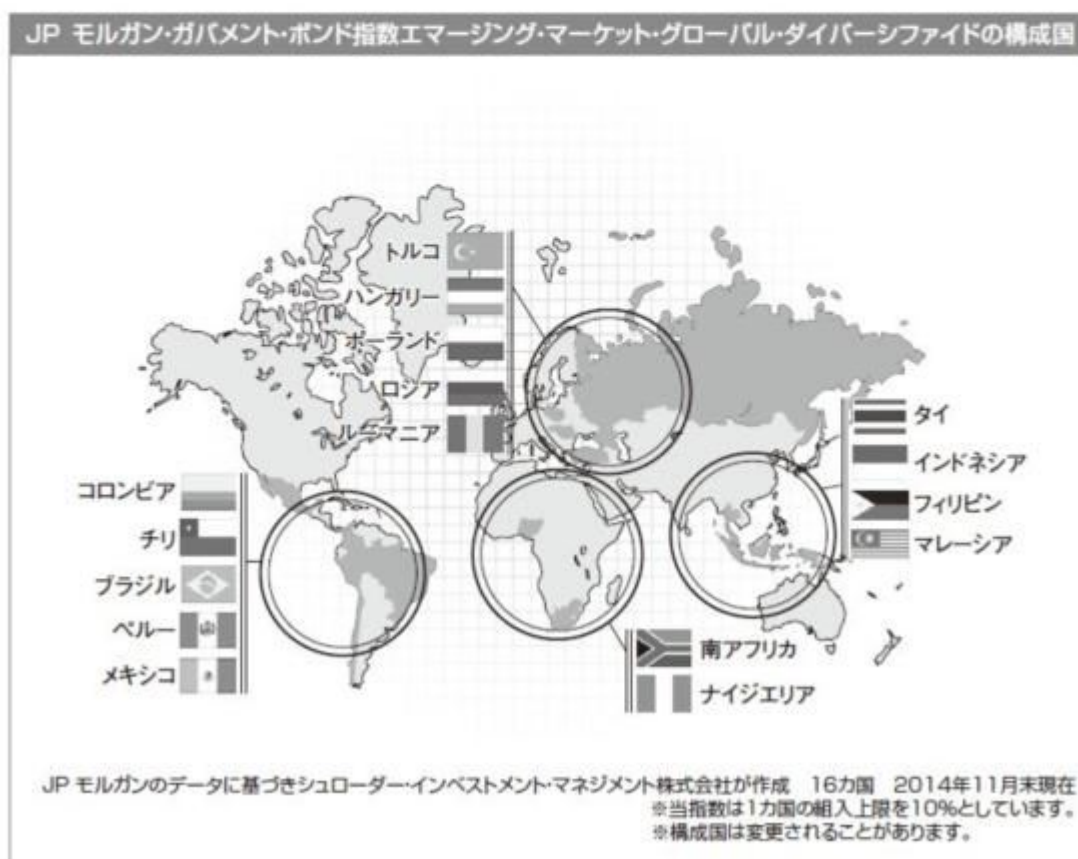 JP モルガン・ガバメント・ボンド指数エマージング・マーケット・グローバル・ダイバーシファイドの構成国
トルコ
ハンガリー
ポーランド
ロシア
ルーマニア
タイ
インドネシア
フィリピン
マレーシア
コロンビア
チリ
ブラジル
ペルー
メキシコ
南アフリカ
ナイジェリア
JP モルガンのデータに基づきシュローダー・インベストメント・マネジメント株式会社が作成 16カ国 2014年11月末現在
※当指数は1カ国の組入上限を10%としています。
※構成国は変更されることがあります。